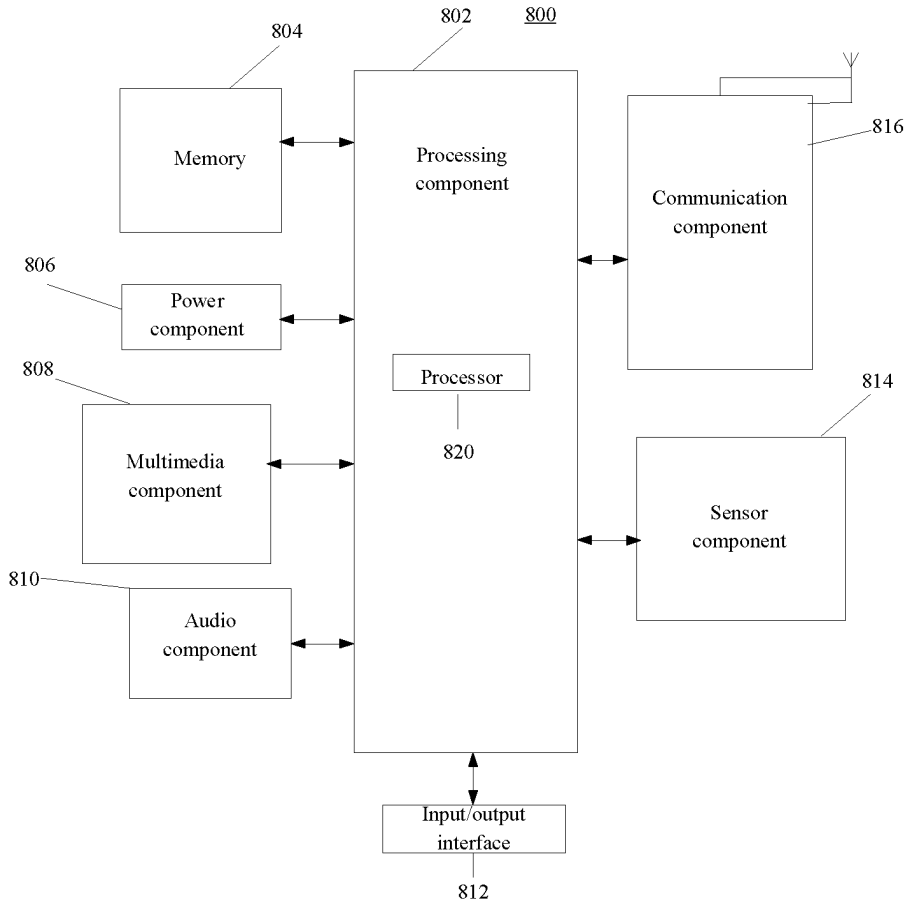 802
800
804
816
Memory
Processing
component
Communication
component
806
Power
component
808
Processor
820
814
Multimedia
component
Sensor
component
810
Audio
component
Input/output
interface
812